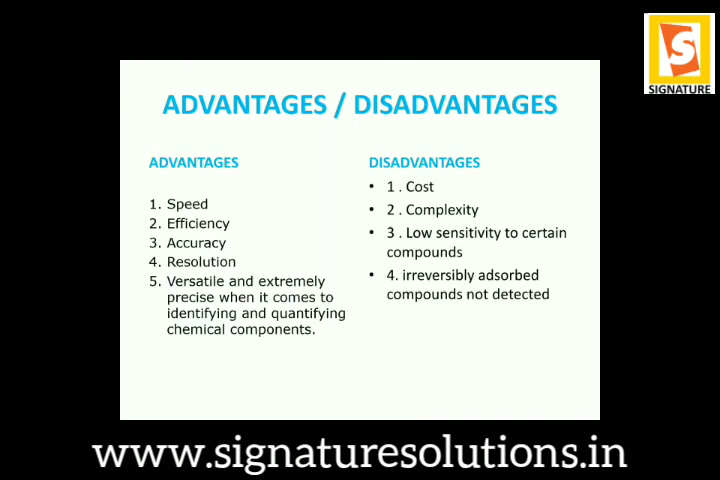 SIGNATURE
ADVANTAGES / DISADVANTAGES
ADVANTAGES
1. Speed
2. Efficiency
3. Accuracy
4. Resolution
5. Versatile and extremely
precise when it comes to
identifying and quantifying
chemical components.
DISADVANTAGES
• 1 . Cost
• 2 . Complexity
• 3 . Low sensitivity to certain
compounds
• 4. irreversibly adsorbed
compounds not detected
www.signaturesolutions.in